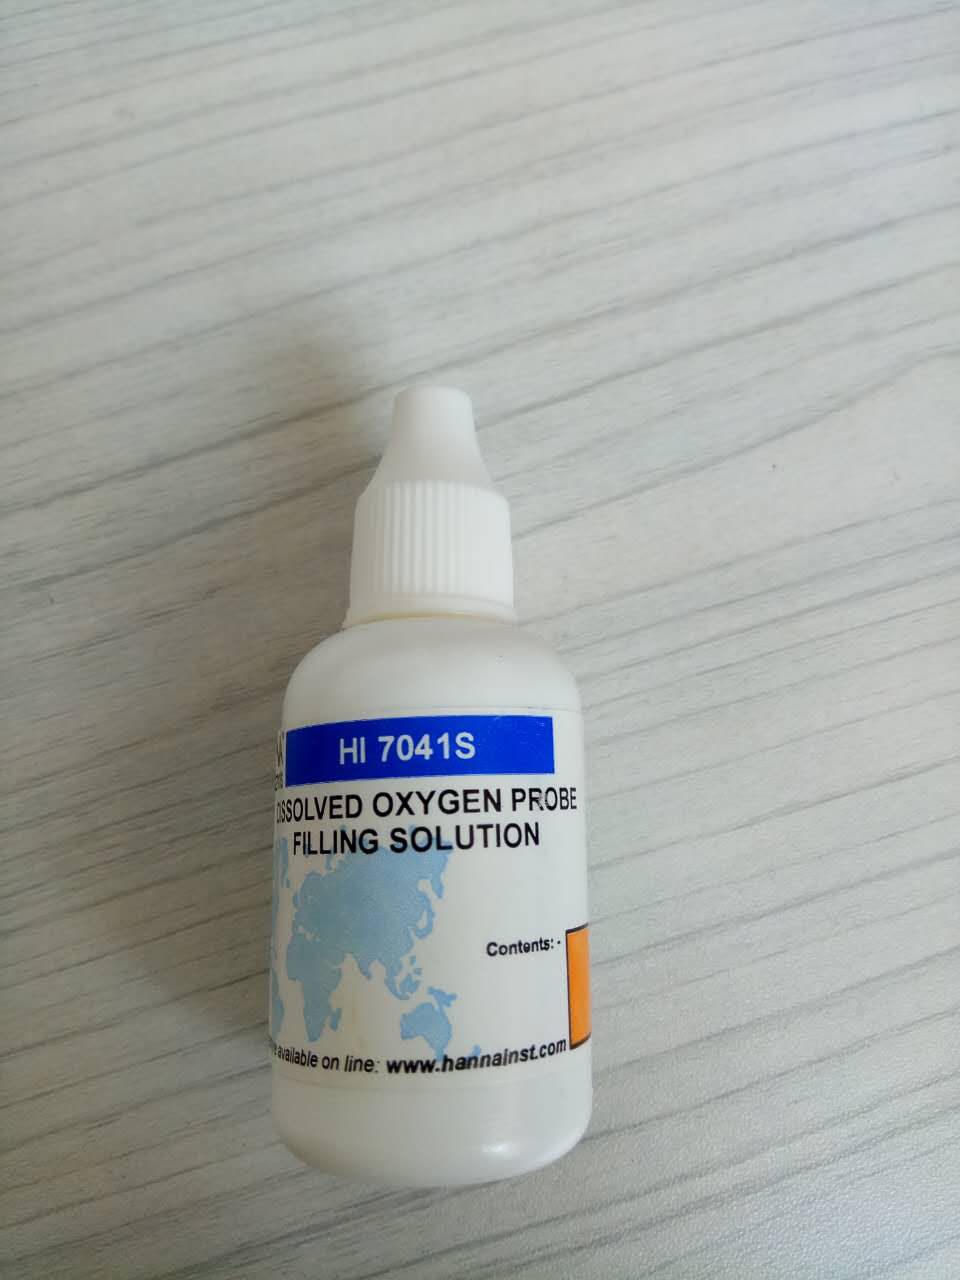 HI 7041S
DISSOLVED OXYGEN PROBE
FILLING SOLUTION
Contents: -
available on line: www.hannainst.com